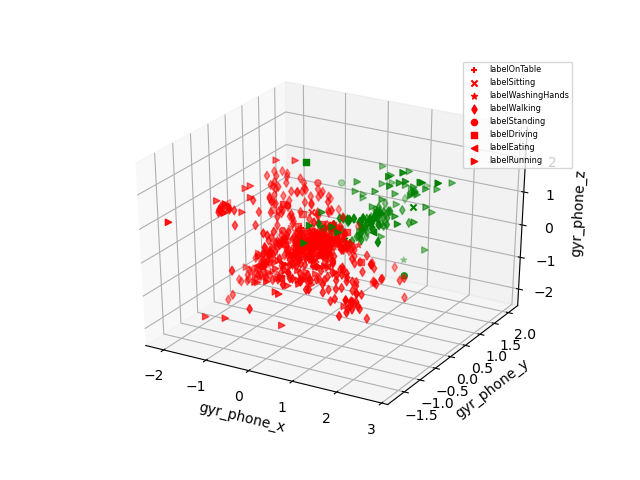 labelOnTable
labelSitting
labelWashingHands
labelWalking
labelStanding
labelDriving
labelEating
labelRunning
2
1
0
−1
−2
gyr_phone_z
2.0
1.5
1.0
0.5
0.0
−0.5
−1.0
−1.5
gyr_phone_y
−2
−1
0
1
2
3
gyr_phone_x